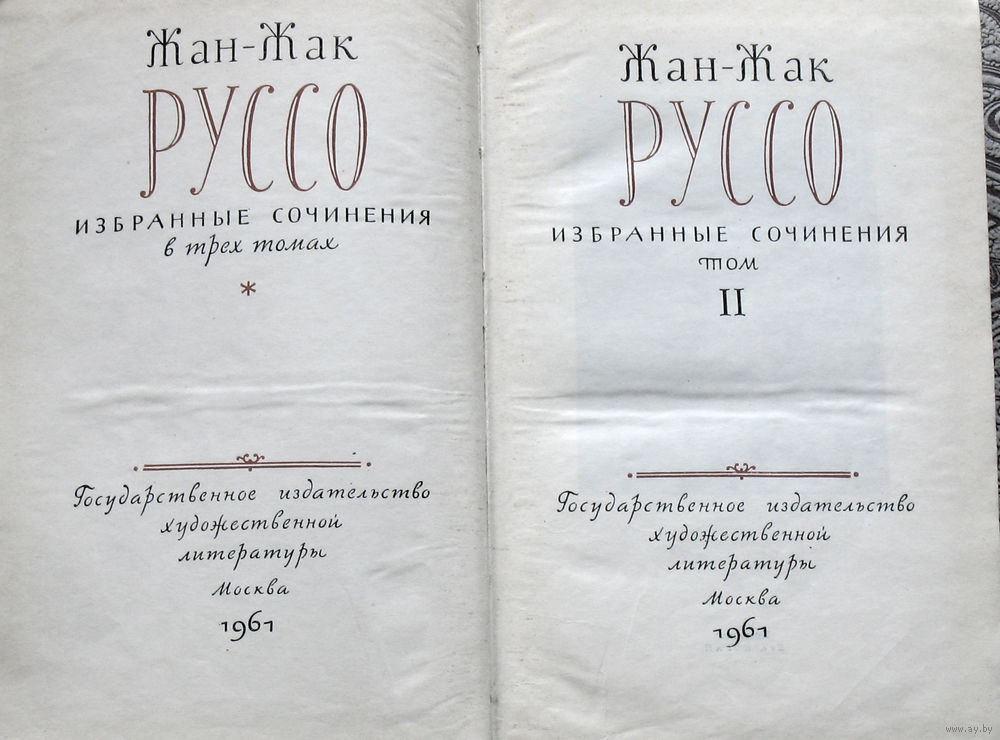 Жан-Жак
РУССО
ИЗБРАННЫЕ СОЧИНЕНИЯ
в трех томах
*
Государственное издательство
художественной
литературы
Москва
1961
Жан-Жак
РУССО
ИЗБРАННЫЕ СОЧИНЕНИЯ
том
II
Государственное издательство
художественной
литературы
Москва
1961
www.ay.by